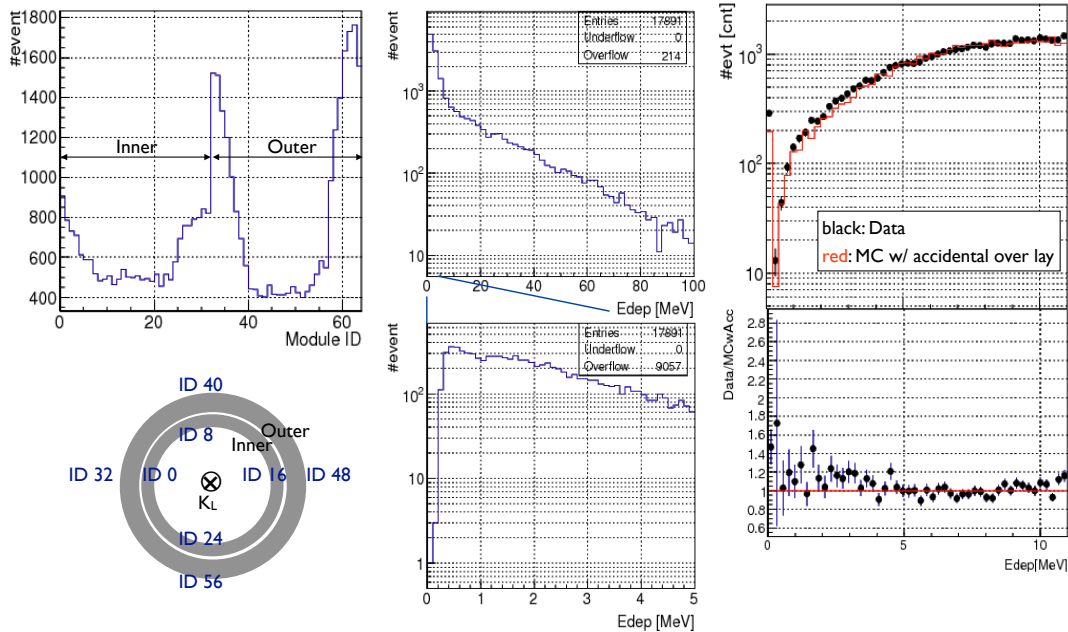 #event
1800
1600
1400
1200
1000
800
600
400
Inner
Outer
0
20
40
60
Module ID
ID 40
ID 8
Outer
Inner
ID 32
ID 0
ID 16
ID 48
KL
ID 24
ID 56
#event
Entries 17891
Underflow 0
Overflow 214
10³
10²
10
0
20
40
60
80
100
Edep [MeV]
#event
Entries 17891
Underflow 0
Overflow 9057
10²
10
1
0
1
2
3
4
5
Edep [MeV]
#evt [cnt]
10³
10²
10
black: Data
red: MC w/ accidental over lay
Data/MCwAcc
2.8
2.6
2.4
2.2
2
1.8
1.6
1.4
1.2
1
0.8
0.6
0
5
10
Edep[MeV]